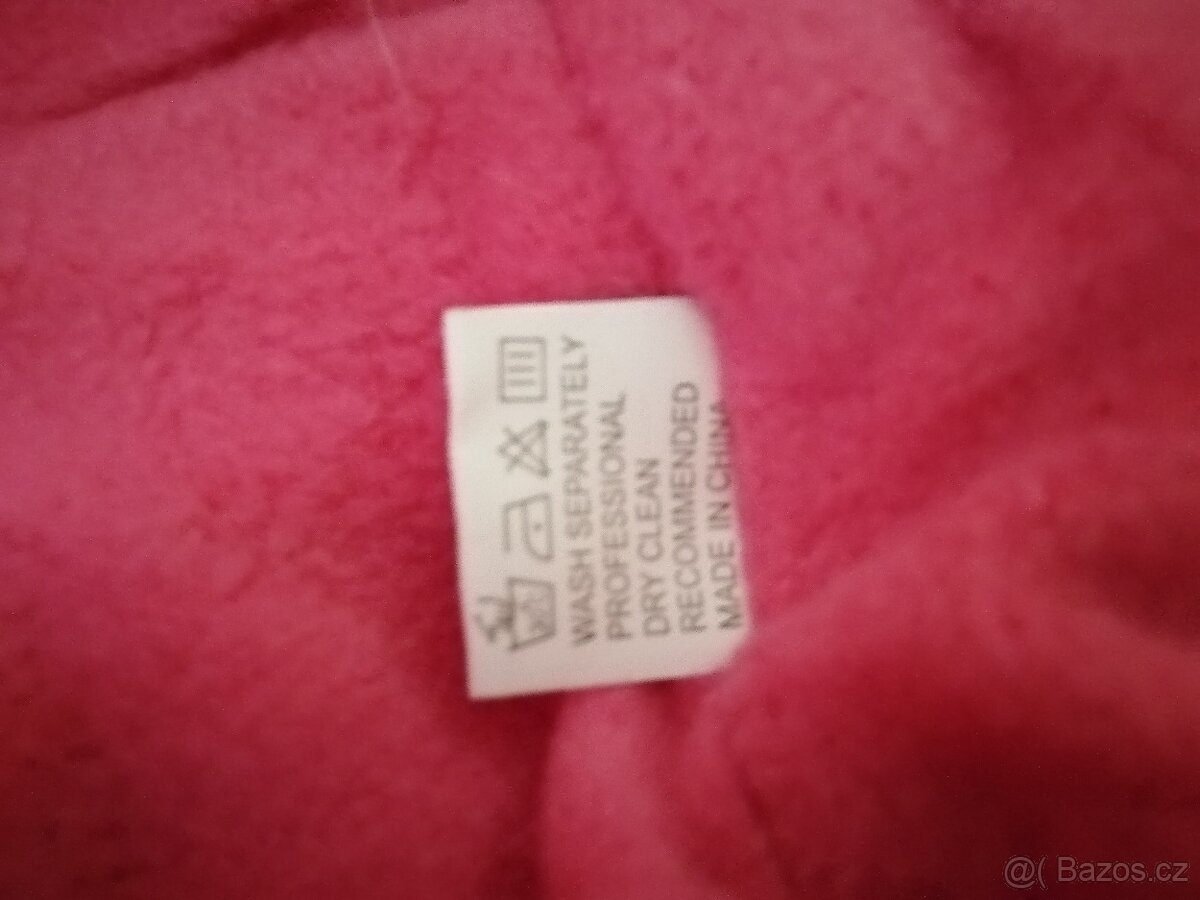 WASH SEPARATELY
PROFESSIONAL
DRY CLEAN
RECOMMENDED
MADE IN CHINA
@( Bazos.cz